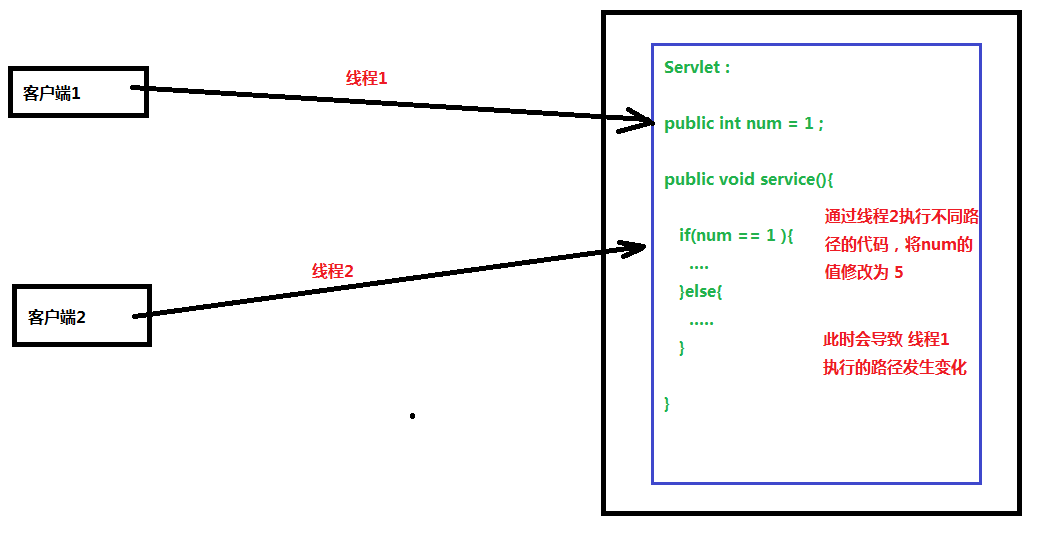 客户端1
线程1
客户端2
线程2
Servlet :
public int num = 1 ;
public void service(){
if(num == 1 ){
....
}else{
.....
}
}
通过线程2执行不同路
径的代码，将num的
值修改为 5
此时会导致 线程1
执行的路径发生变化